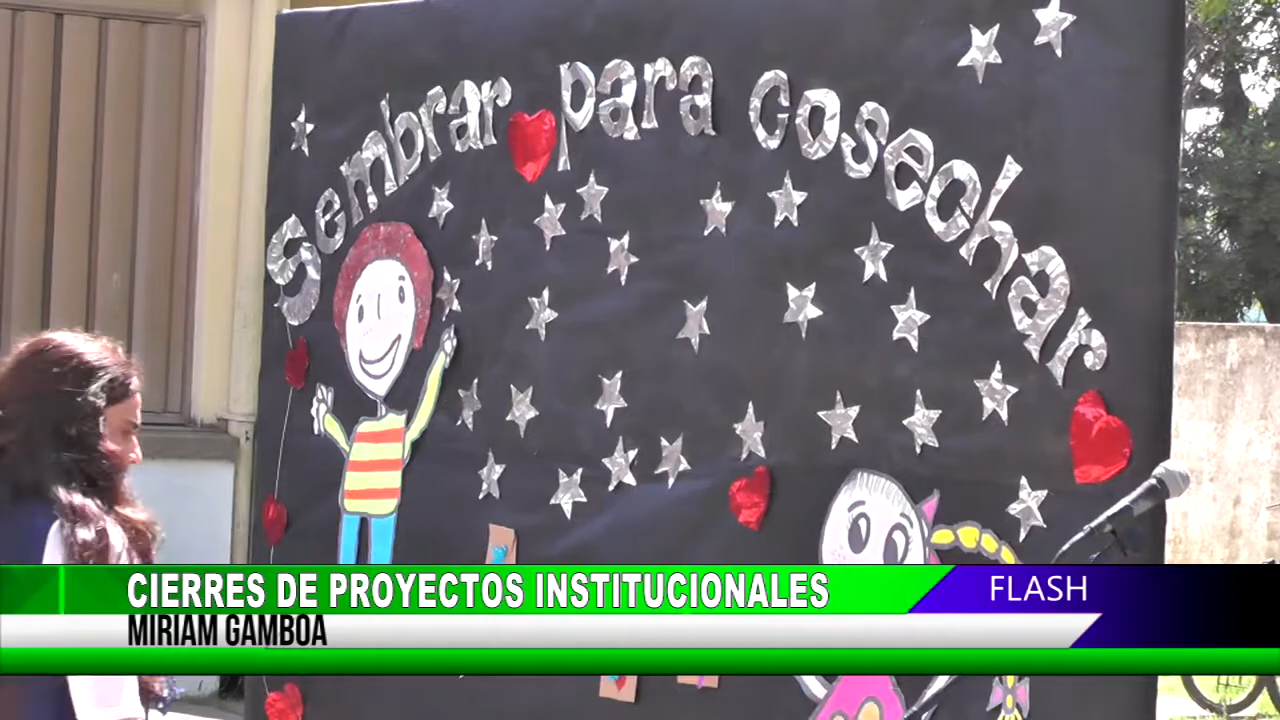 Sembrar para cosechar
CIERRES DE PROYECTOS INSTITUCIONALES
FLASH
MIRIAM GAMBOA